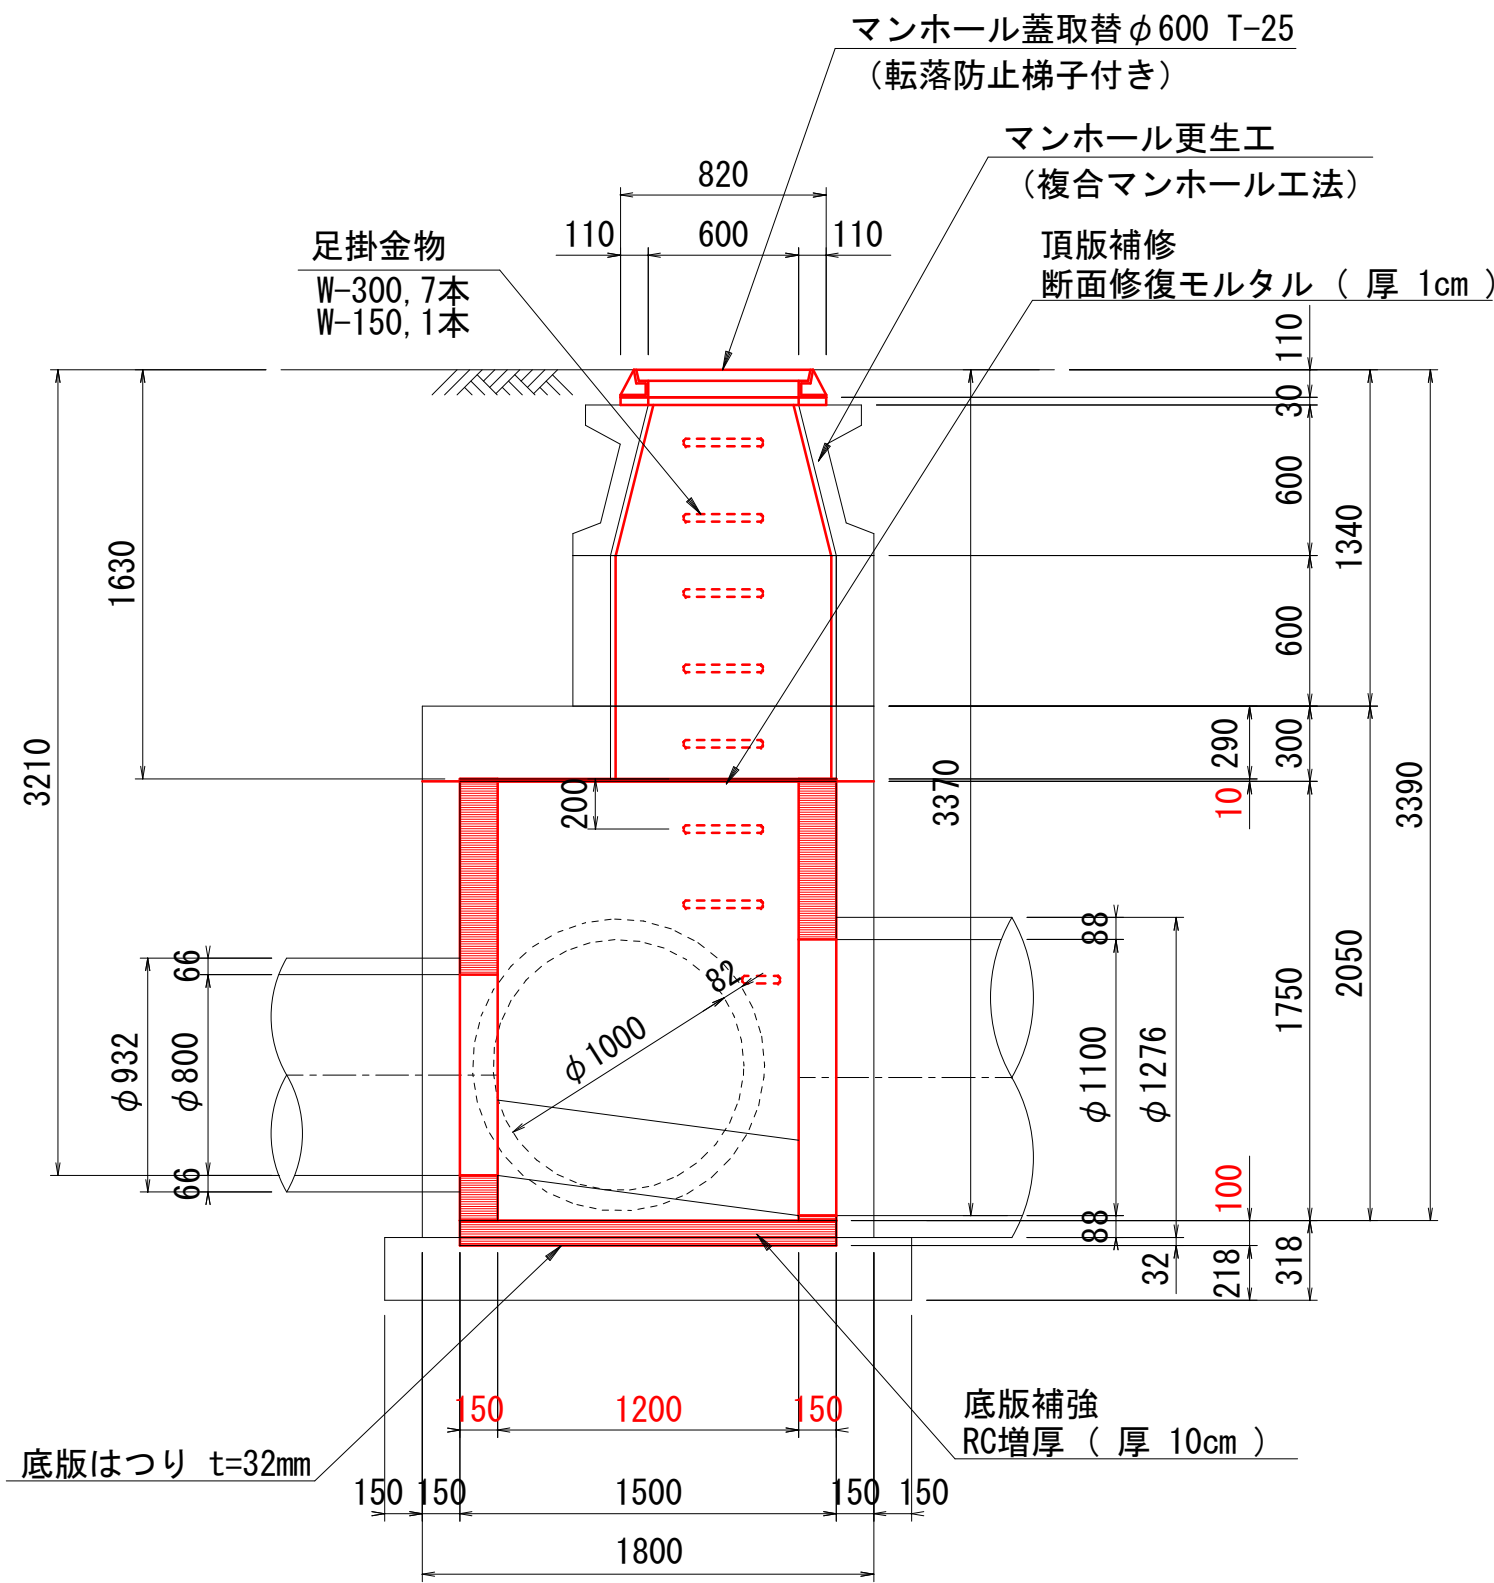 マンホール蓋取替φ600 T-25
（転落防止梯子付き）
マンホール更生工
（複合マンホール工法）
820
110
600
110
足掛金物
W-300,7本
W-150,1本
頂版補修
断面修復モルタル（ 厚 1cm ）
110
30
600
1340
600
1630
3210
290
300
10
3370
3390
200
88
66
2050
1750
82
φ1000
φ932
φ800
φ1100
φ1276
66
100
88
32
218
318
150
1200
150
底版補強
RC増厚（ 厚 10cm ）
底版はつり t=32mm
150
150
1500
150
150
1800